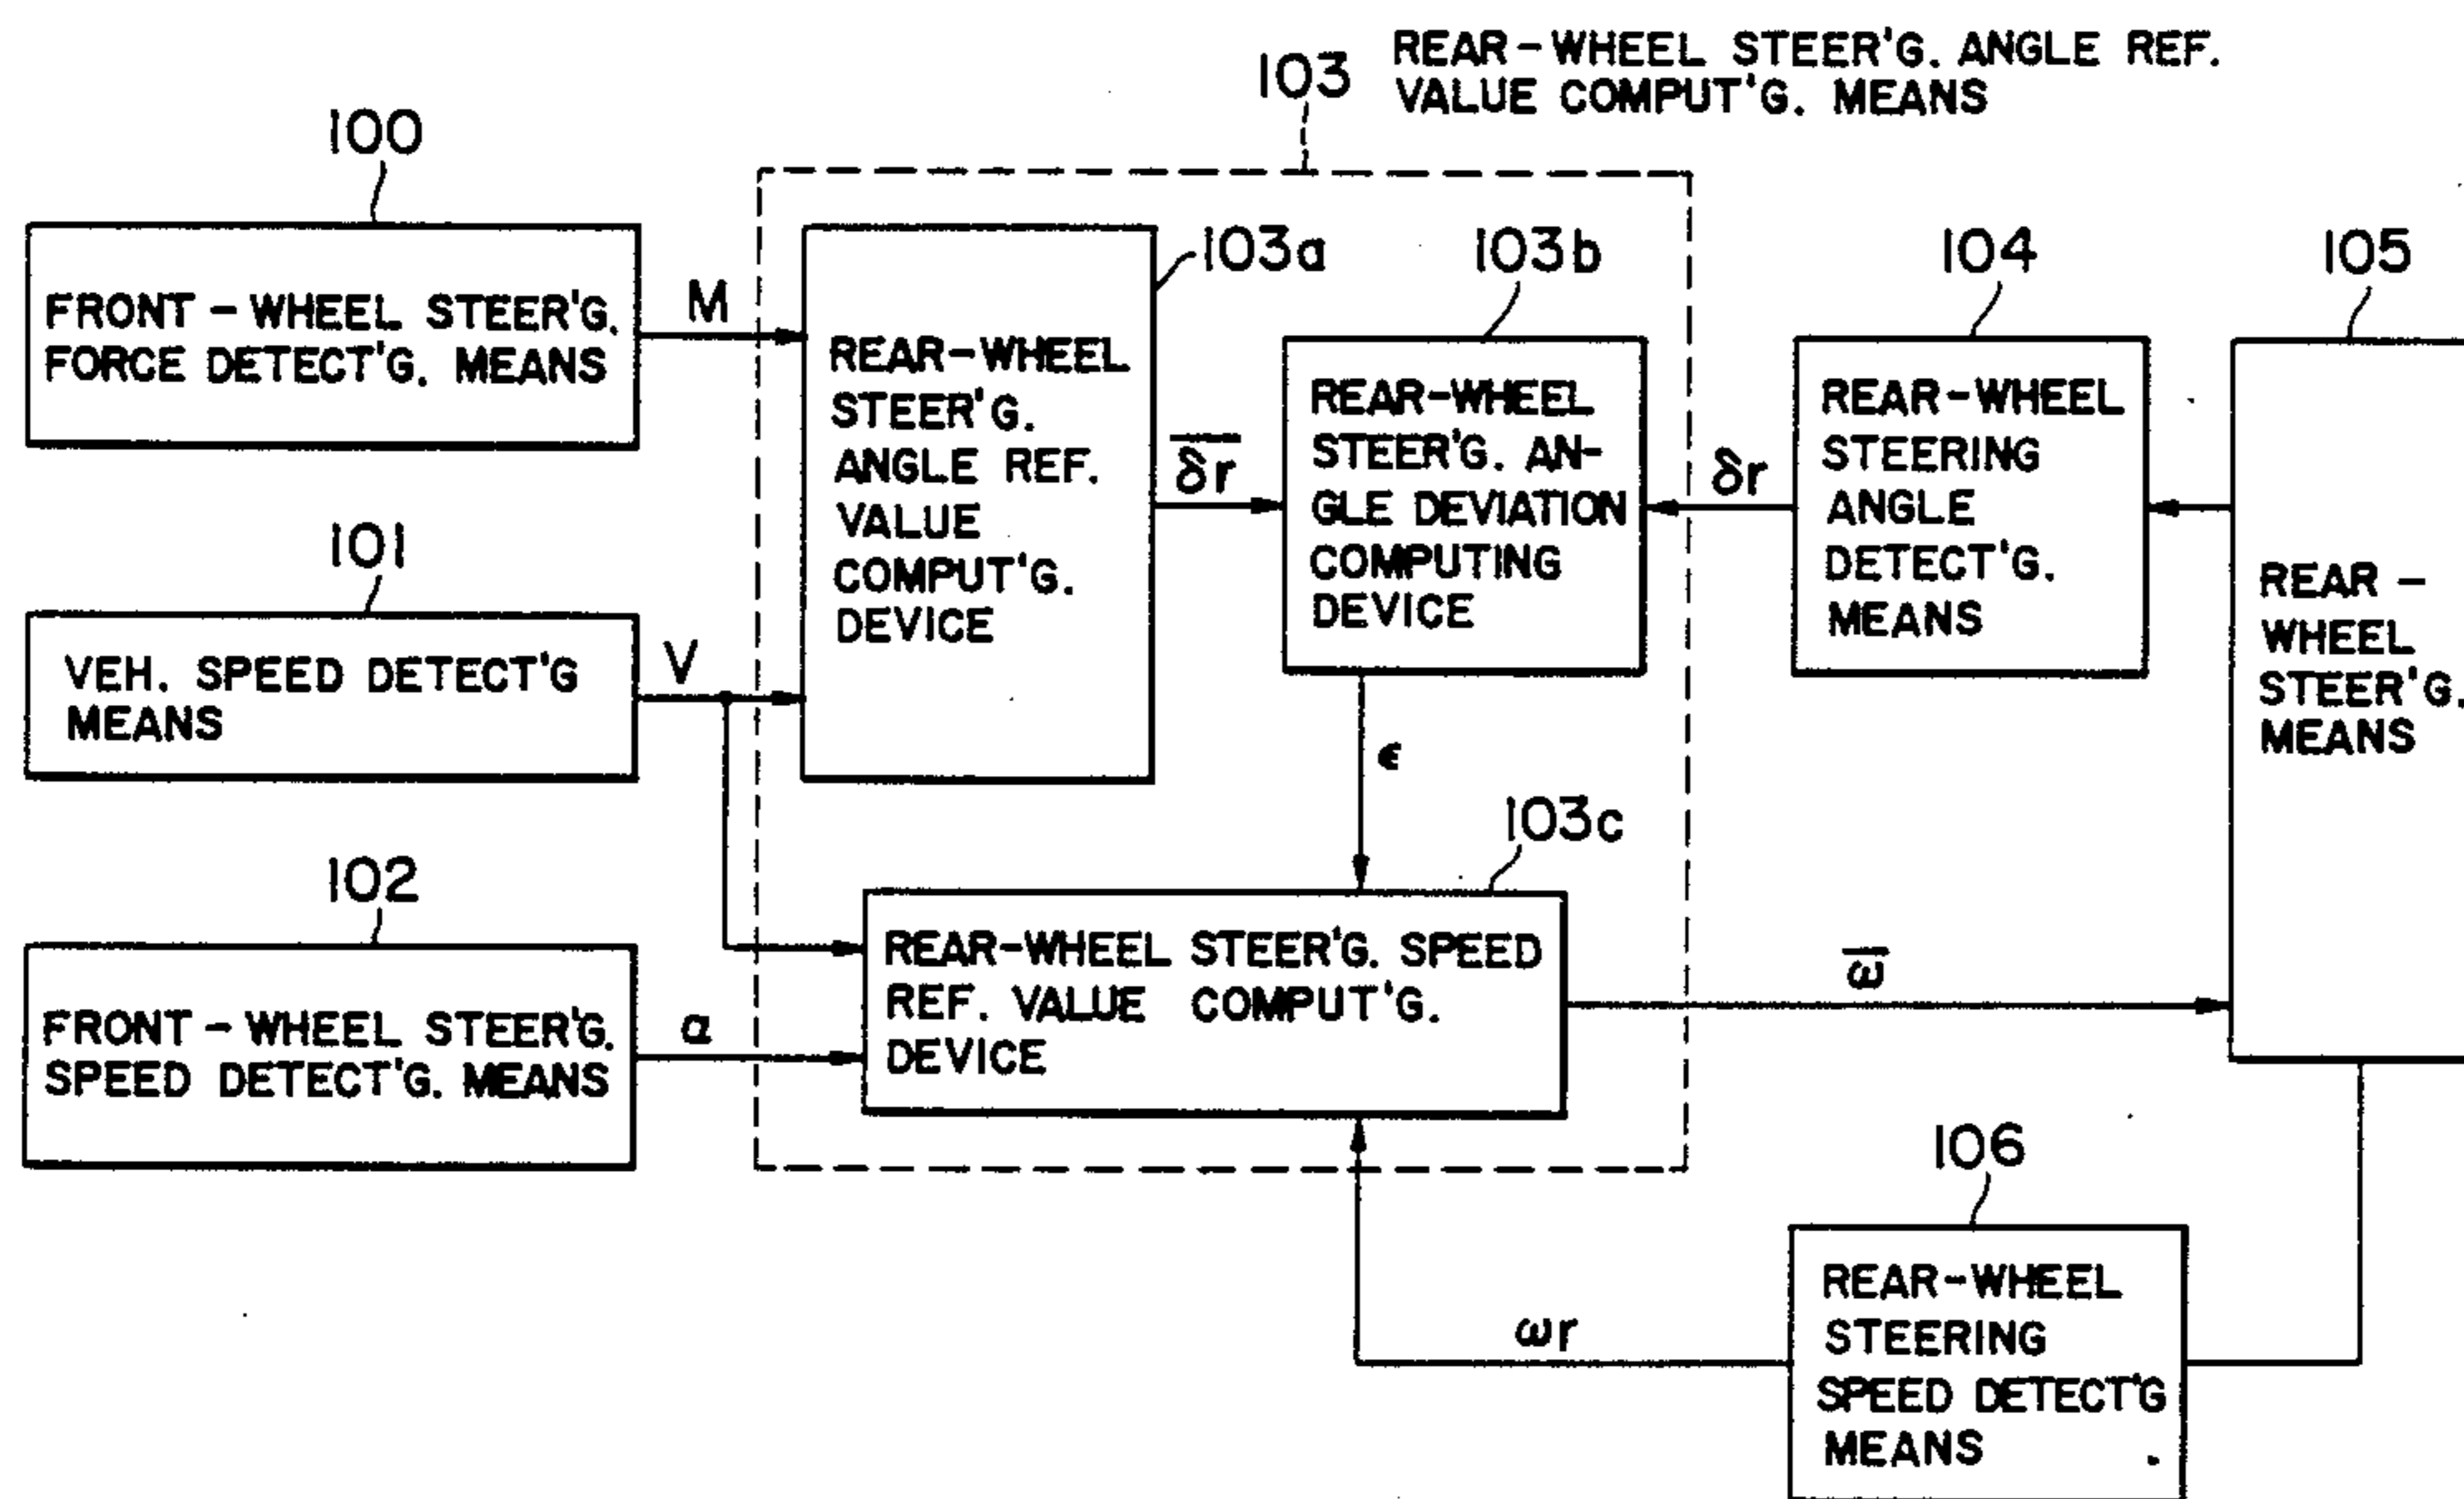 103
REAR-WHEEL STEER'G. ANGLE REF.
VALUE COMPUT'G. MEANS
100
FRONT-WHEEL STEER'G.
FORCE DETECT'G. MEANS
M
101
VEH. SPEED DETECT'G
MEANS
V
102
FRONT-WHEEL STEER'G.
SPEED DETECT'G. MEANS
α
103a
REAR-WHEEL
STEER'G.
ANGLE REF.
VALUE
COMPUT'G.
DEVICE
δ̅r̅
103b
REAR-WHEEL
STEER'G. AN-
GLE DEVIATION
COMPUTING
DEVICE
ϵ
δr
104
REAR-WHEEL
STEERING
ANGLE
DETECT'G.
MEANS
105
REAR-
WHEEL
STEER'G.
MEANS
103c
REAR-WHEEL STEER'G. SPEED
REF. VALUE COMPUT'G.
DEVICE
ω̅
ωr
106
REAR-WHEEL
STEERING
SPEED DETECT'G
MEANS